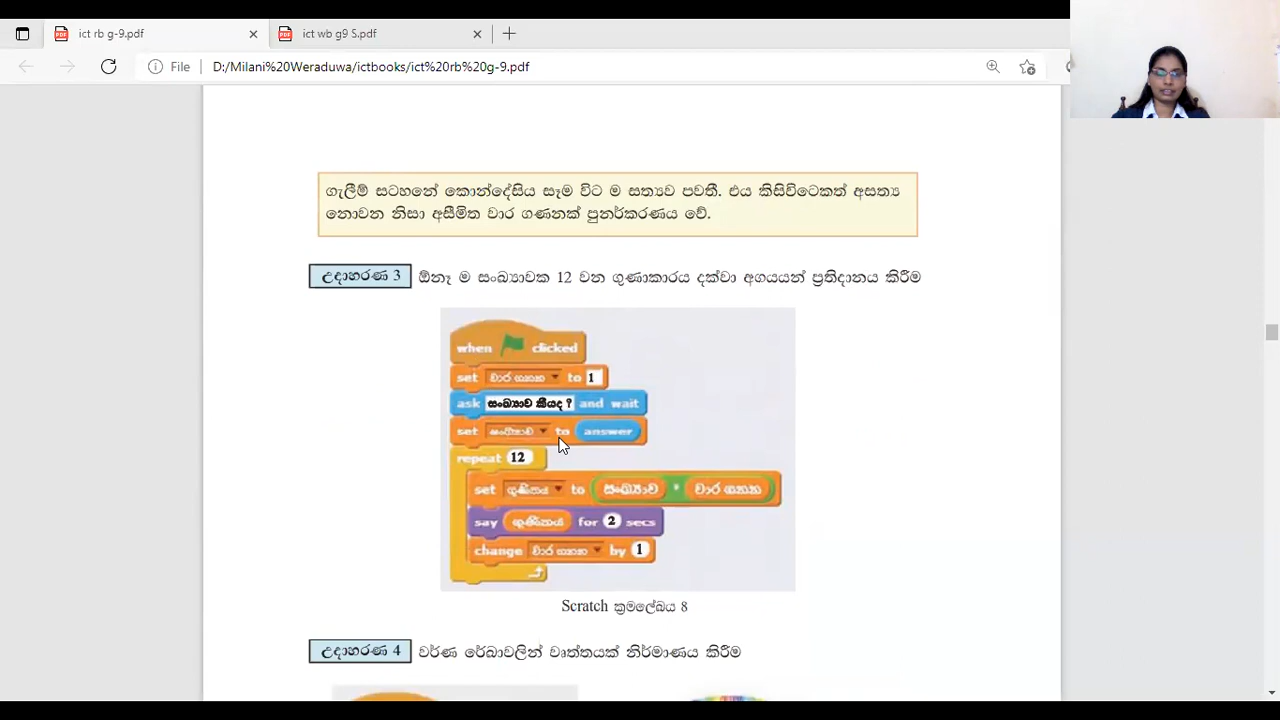 ict rb g-9.pdf
ict wb g9 S.pdf
File D:/Milani%20Weraduwa/ictbooks/ict%20rb%20g-9.pdf
ගැලීම් සටහනේ කොන්දේසිය සෑම විට ම සත්‍යව පවතී. එය කිසිවිටෙකත් අසත්‍ය
නොවන නිසා අසීමිත වාර ගණනක් පුනර්කරණය වේ.
උදාහරණ 3 ඕනෑ ම සංඛ්‍යාවක 12 වන ගුණාකාරය දක්වා අගයයන් ප්‍රතිදානය කිරීම
when clicked
set වාර ගනන to 1
ask සංඛ්‍යාව කීයද ? and wait
set සංඛ්‍යාව to answer
repeat 12
set ගුණිතය to සංඛ්‍යාව * වාර ගනන
say ගුණිතය for 2 secs
change වාර ගනන by 1
Scratch ක්‍රමලේඛය 8
උදාහරණ 4 වර්ණ රේඛාවලින් වෘත්තයක් නිර්මාණය කිරීම